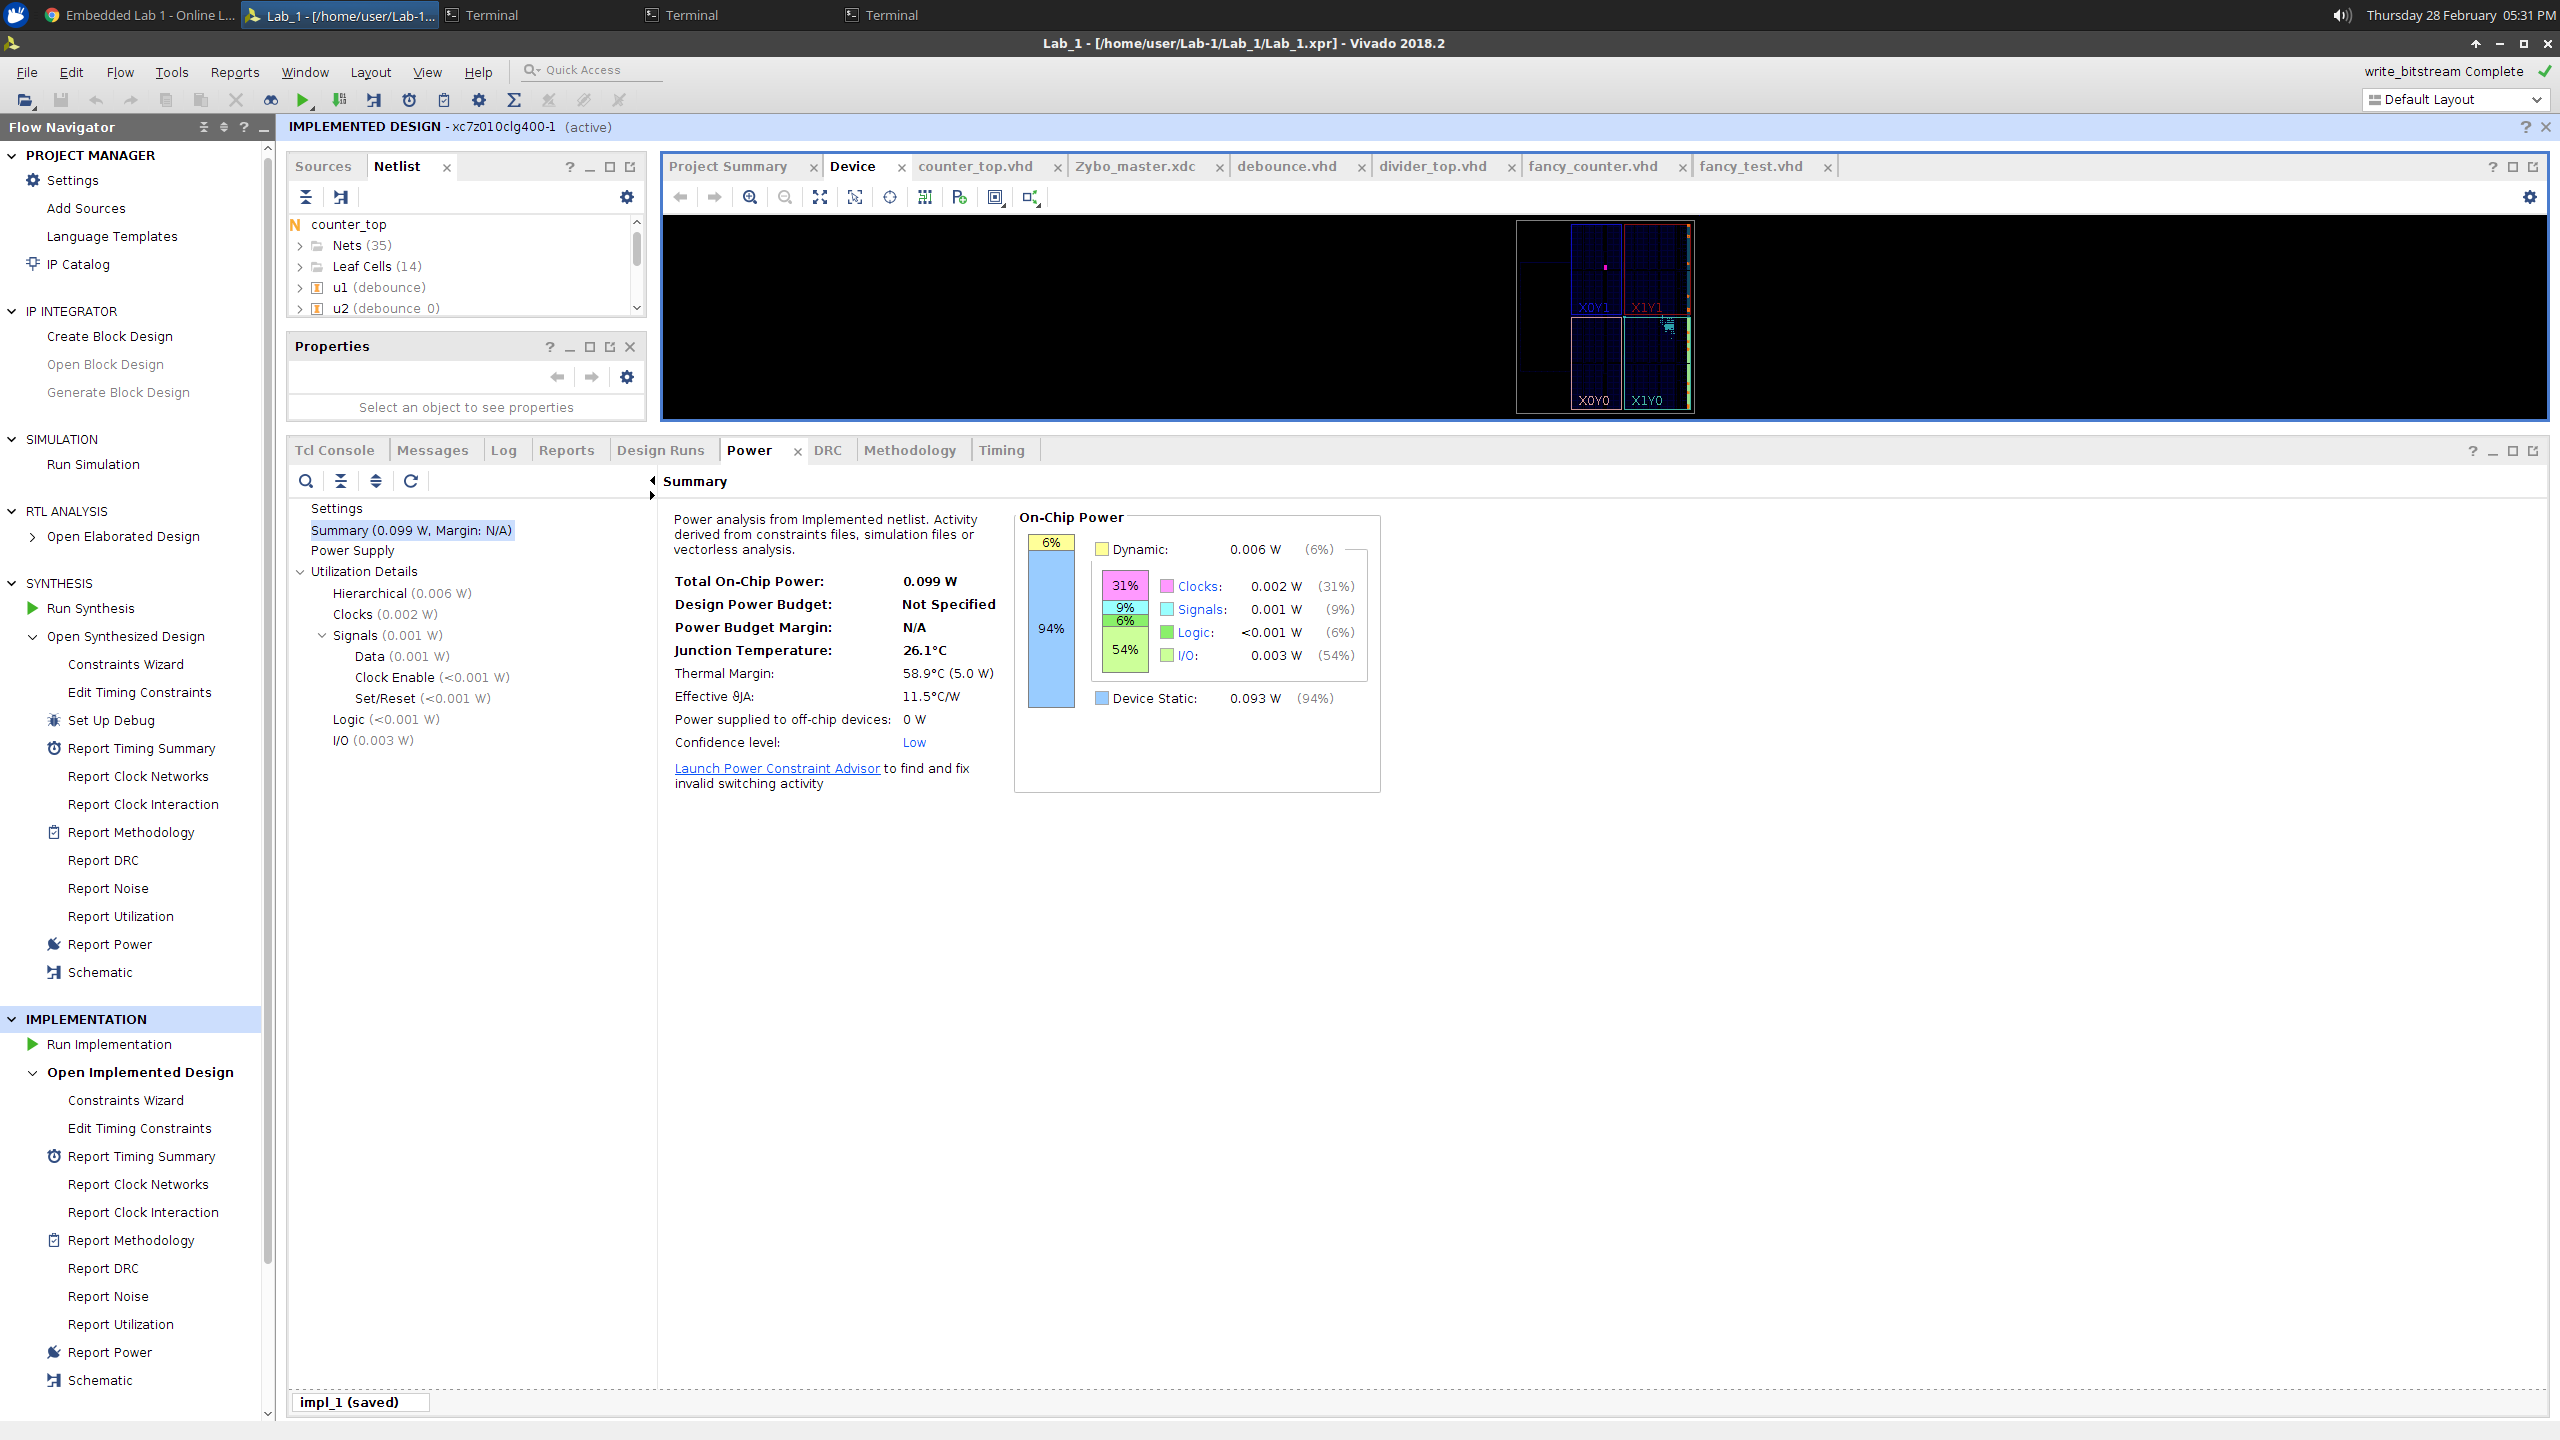 Embedded Lab 1 - Online L...
Lab_1 - [/home/user/Lab-1...
Terminal
Terminal
Terminal
Thursday 28 February 05:31 PM
Lab_1 - [/home/user/Lab-1/Lab_1/Lab_1.xpr] - Vivado 2018.2
File Edit Flow Tools Reports Window Layout View Help
Quick Access
write_bitstream Complete
Default Layout
Flow Navigator
PROJECT MANAGER
Settings
Add Sources
Language Templates
IP Catalog
IP INTEGRATOR
Create Block Design
Open Block Design
Generate Block Design
SIMULATION
Run Simulation
RTL ANALYSIS
Open Elaborated Design
SYNTHESIS
Run Synthesis
Open Synthesized Design
Constraints Wizard
Edit Timing Constraints
Set Up Debug
Report Timing Summary
Report Clock Networks
Report Clock Interaction
Report Methodology
Report DRC
Report Noise
Report Utilization
Report Power
Schematic
IMPLEMENTATION
Run Implementation
Open Implemented Design
Constraints Wizard
Edit Timing Constraints
Report Timing Summary
Report Clock Networks
Report Clock Interaction
Report Methodology
Report DRC
Report Noise
Report Utilization
Report Power
Schematic
IMPLEMENTED DESIGN - xc7z010clg400-1 (active)
Sources Netlist
counter_top
Nets (35)
Leaf Cells (14)
u1 (debounce)
u2 (debounce_0)
Properties
Select an object to see properties
Project Summary Device counter_top.vhd Zybo_master.xdc debounce.vhd divider_top.vhd fancy_counter.vhd fancy_test.vhd
X0Y1 X1Y1
X0Y0 X1Y0
Tcl Console Messages Log Reports Design Runs Power DRC Methodology Timing
Settings
Summary (0.099 W, Margin: N/A)
Power Supply
Utilization Details
Hierarchical (0.006 W)
Clocks (0.002 W)
Signals (0.001 W)
Data (0.001 W)
Clock Enable (<0.001 W)
Set/Reset (<0.001 W)
Logic (<0.001 W)
I/O (0.003 W)
Summary
Power analysis from Implemented netlist. Activity
derived from constraints files, simulation files or
vectorless analysis.
Total On-Chip Power: 0.099 W
Design Power Budget: Not Specified
Power Budget Margin: N/A
Junction Temperature: 26.1°C
Thermal Margin: 58.9°C (5.0 W)
Effective ϑJA: 11.5°C/W
Power supplied to off-chip devices: 0 W
Confidence level: Low
Launch Power Constraint Advisor to find and fix
invalid switching activity
On-Chip Power
6%
94%
Dynamic: 0.006 W (6%)
31%
9%
6%
54%
Clocks: 0.002 W (31%)
Signals: 0.001 W (9%)
Logic: <0.001 W (6%)
I/O: 0.003 W (54%)
Device Static: 0.093 W (94%)
impl_1 (saved)